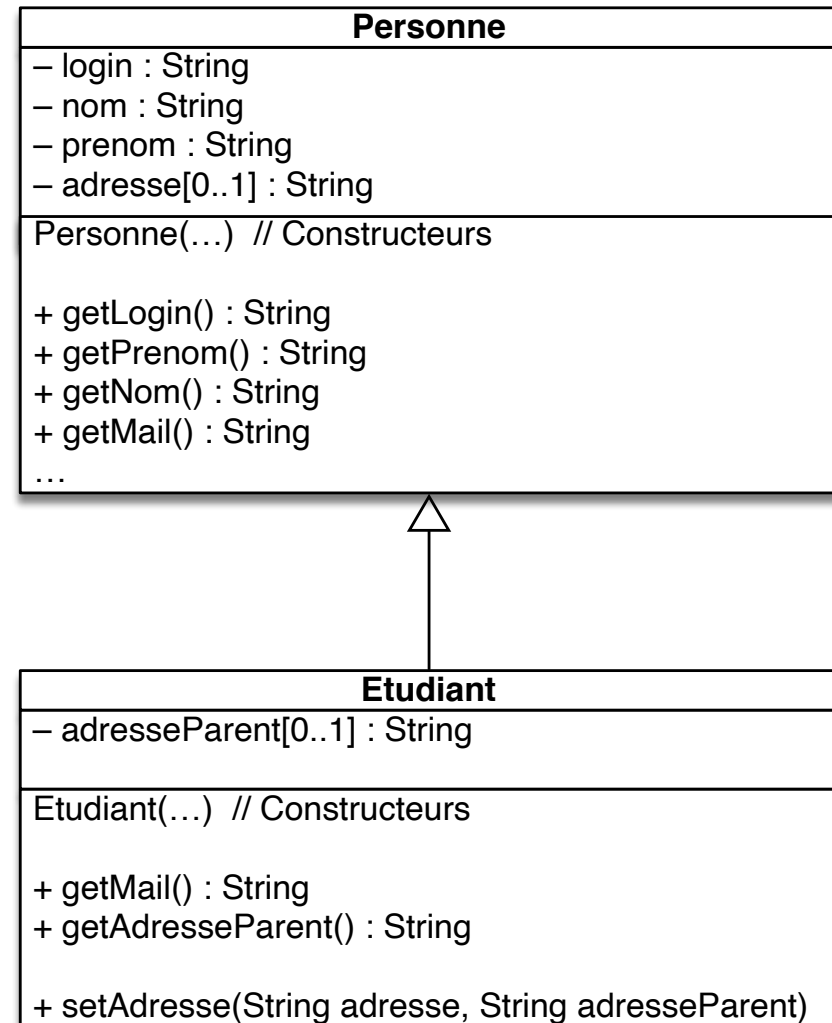 Personne
– login : String
– nom : String
– prenom : String
– adresse[0..1] : String
Personne(…) // Constructeurs
+ getLogin() : String
+ getPrenom() : String
+ getNom() : String
+ getMail() : String
…
Etudiant
– adresseParent[0..1] : String
Etudiant(…) // Constructeurs
+ getMail() : String
+ getAdresseParent() : String
+ setAdresse(String adresse, String adresseParent)